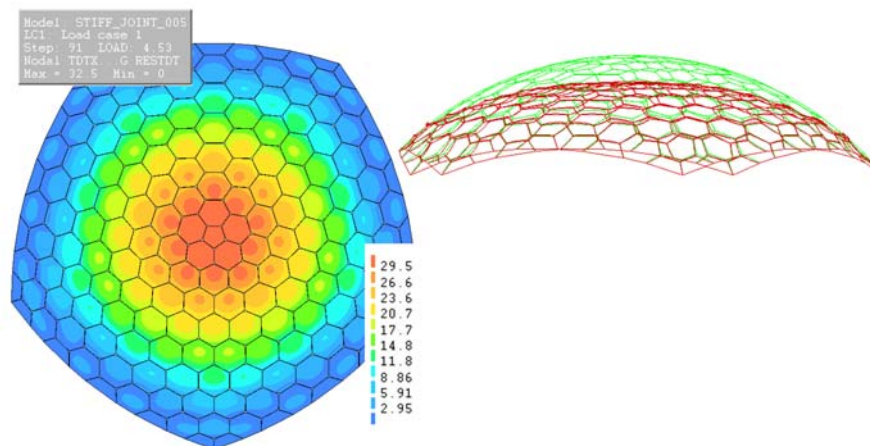 Model: STIFF_JOINT_005
LC1: Load case 1
Step: 91 LOAD: 4.53
Nodal TDTX...G RESTDT
Max = 32.5 Min = 0
29.5
26.6
23.6
20.7
17.7
14.8
11.8
8.86
5.91
2.95